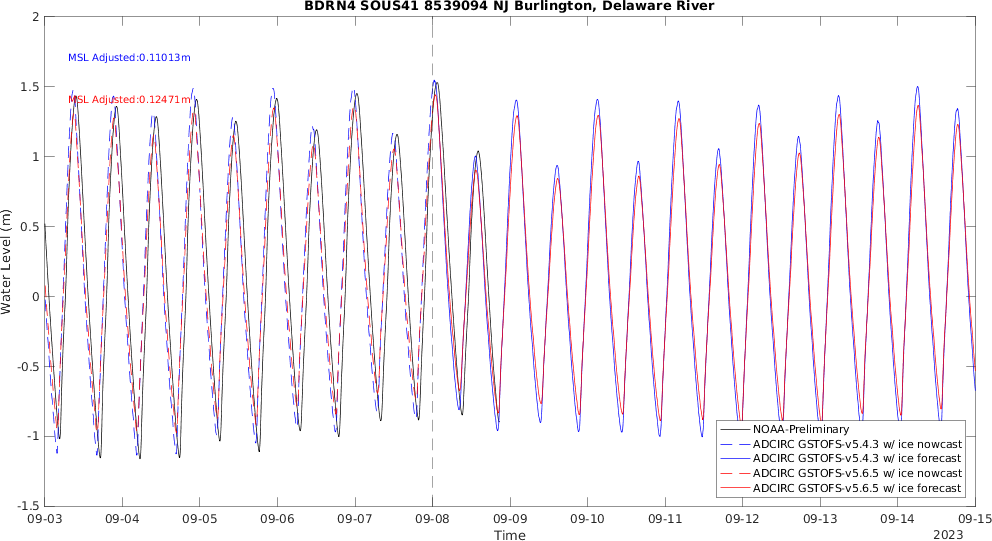 BDRN4 SOUS41 8539094 NJ Burlington, Delaware River
2
MSL Adjusted:0.11013m
1.5
MSL Adjusted:0.12471m
1
0.5
Water Level (m)
0
-0.5
-1
-1.5
NOAA-Preliminary
ADCIRC GSTOFS-v5.4.3 w/ ice nowcast
ADCIRC GSTOFS-v5.4.3 w/ ice forecast
ADCIRC GSTOFS-v5.6.5 w/ ice nowcast
ADCIRC GSTOFS-v5.6.5 w/ ice forecast
09-03 09-04 09-05 09-06 09-07 09-08 09-09 09-10 09-11 09-12 09-13 09-14 09-15
Time
2023